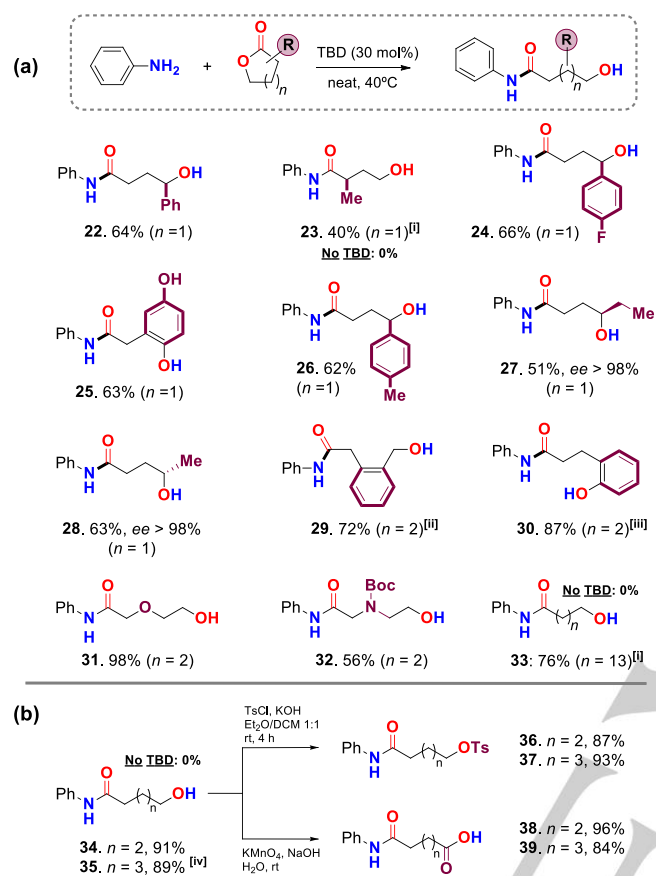 (a)
NH2 + O O R n TBD (30 mol%) neat, 40ºC O N H R n OH
O Ph N H OH Ph
22. 64% (n =1)
O Ph N H Me OH
23. 40% (n =1)[i]
No TBD: 0%
O Ph N H OH F
24. 66% (n =1)
OH O Ph N H OH
25. 63% (n =1)
O Ph N H OH Me
26. 62%
(n =1)
O Ph N H OH Me
27. 51%, ee > 98%
(n = 1)
O Ph N H OH Me
28. 63%, ee > 98%
(n = 1)
O Ph N H OH
29. 72% (n = 2)[ii]
O Ph N H HO
30. 87% (n = 2)[iii]
O Ph N H O OH
31. 98% (n = 2)
O Ph N H Boc N OH
32. 56% (n = 2)
No TBD: 0%
O Ph N H n OH
33: 76% (n = 13)[i]
(b)
No TBD: 0%
O Ph N H n OH
34. n = 2, 91%
35. n = 3, 89% [iv]
TsCl, KOH
Et2O/DCM 1:1
rt, 4 h
O Ph N H n OTs
36. n = 2, 87%
37. n = 3, 93%
KMnO4, NaOH
H2O, rt
O Ph N H n OH O
38. n = 2, 96%
39. n = 3, 84%